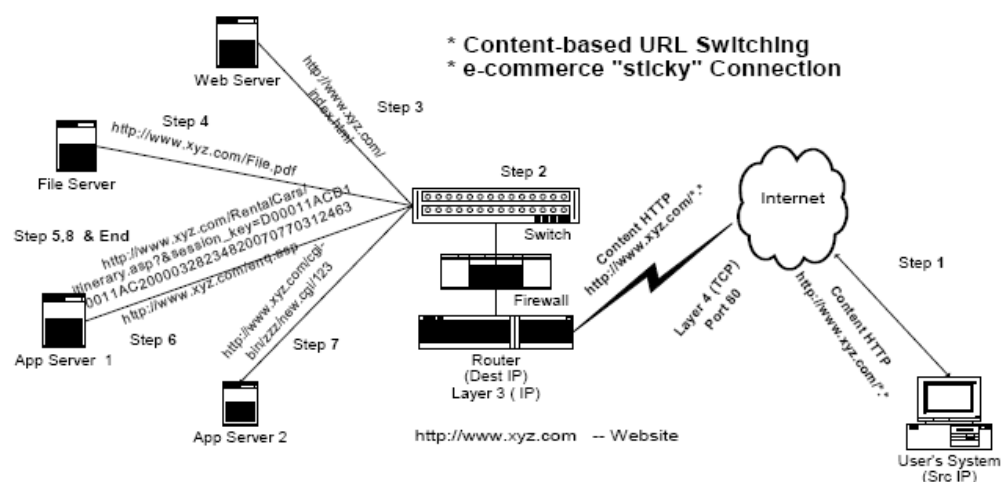 * Content-based URL Switching
* e-commerce "sticky" Connection
Web Server
Step 3
http://www.xyz.com/
index.html
Step 4
http://www.xyz.com/File.pdf
File Server
Step 2
Switch
Internet
Content HTTP
http://www.xyz.com/*.*
Step 5,8 & End
http://www.xyz.com/RentalCars/
itinerary.asp?&session_key=D00011ACB1
0011AC200003282348200707703 12463
http://www.xyz.com/enq.asp
Firewall
Layer 4 (TCP)
Port 80
Step 1
Content HTTP
http://www.xyz.com/*.*
App Server 1
Step 6
http://www.xyz.com/cgi-
bin/zzz/new.cgi/123
Step 7
Router
(Dest IP)
Layer 3 ( IP)
App Server 2
http://www.xyz.com -- Website
User's System
(Src IP)